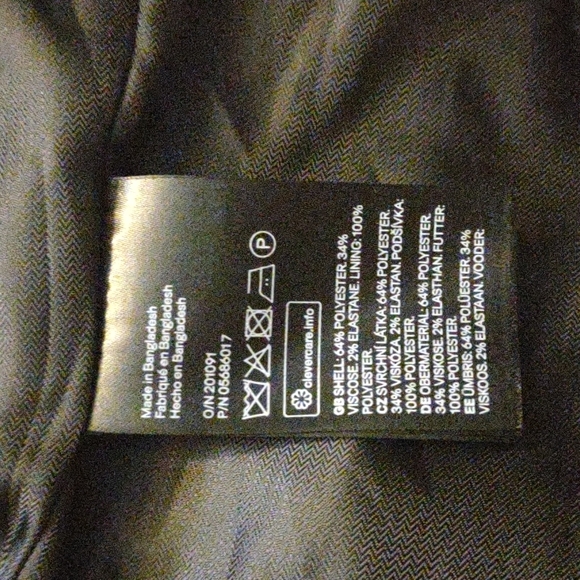 Made in Bangladesh
Fabriqué en Bangladesh
Hecho en Bangladesh
O/N 201091
P/N 05686017
P
clevercare.info
GB SHELL: 64% POLYESTER. 34%
VISCOSE. 2% ELASTANE. LINING: 100%
POLYESTER.
CZ SVRCHNÍ LÁTKA: 64% POLYESTER.
34% VISKÓZA. 2% ELASTAN. PODŠÍVKA:
100% POLYESTER.
DE OBERMATERIAL: 64% POLYESTER.
34% VISKOSE. 2% ELASTHAN. FUTTER:
100% POLYESTER.
EE ÜMBRIS: 64% POLÜESTER. 34%
VISKOOS. 2% ELASTAAN. VOODER: